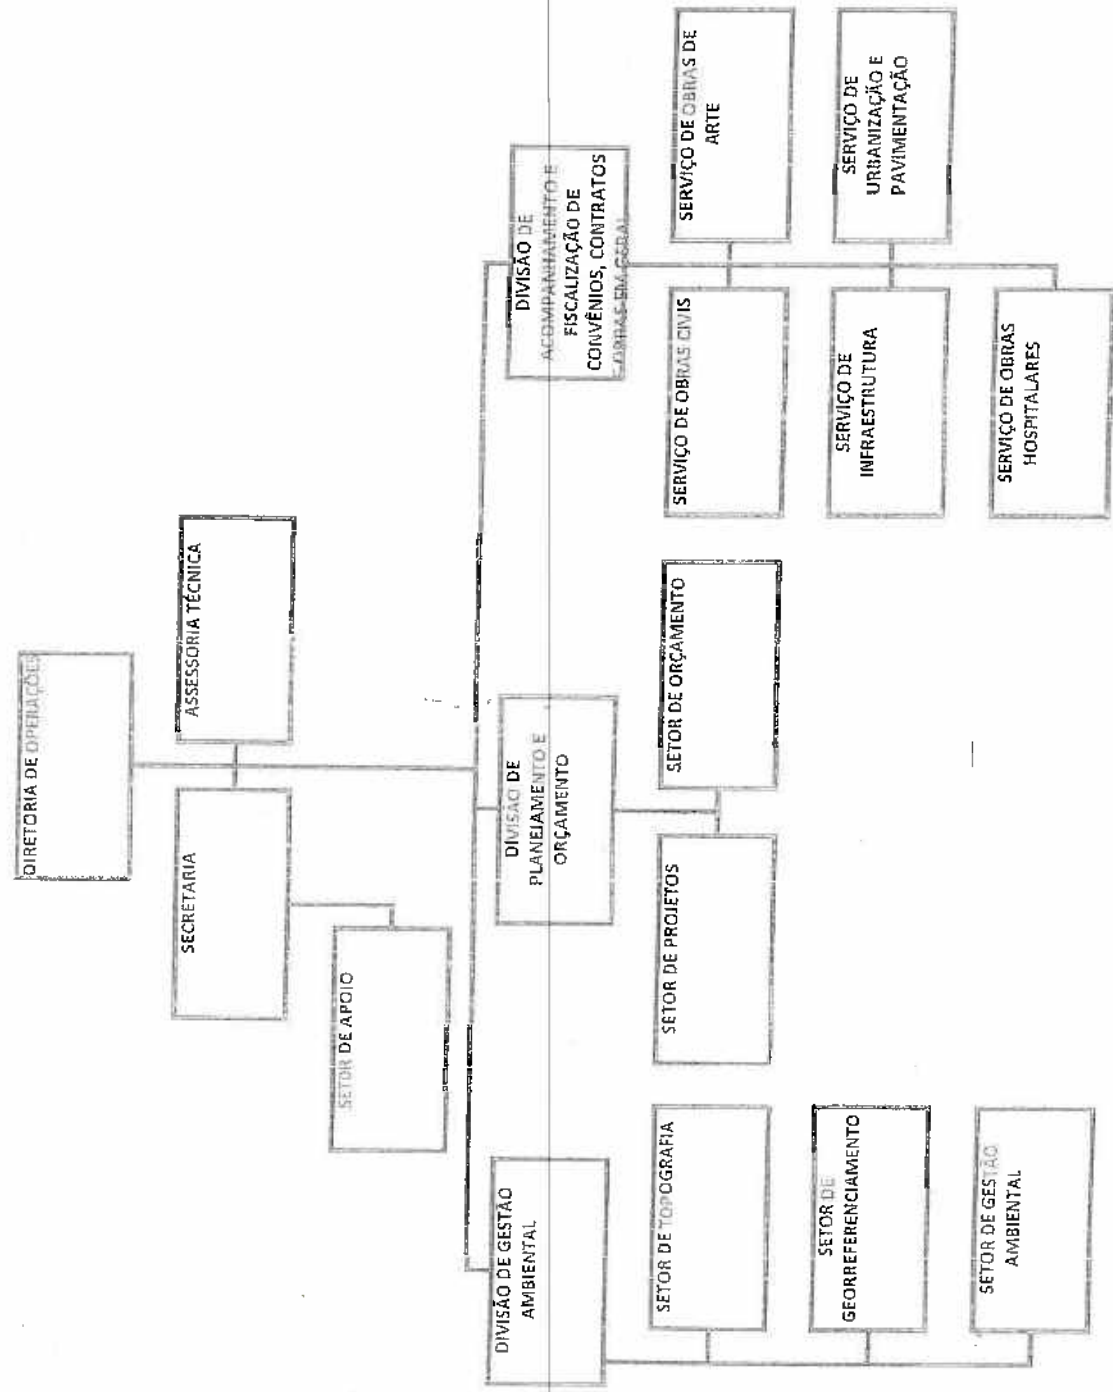 DIRETORIA DE OPERAÇÕES
SECRETARIA
ASSESSORIA TÉCNICA
SETOR DE APOIO
DIVISÃO DE GESTÃO
AMBIENTAL
DIVISÃO DE
PLANEJAMENTO E
ORÇAMENTO
DIVISÃO DE
ACOMPANHAMENTO E
FISCALIZAÇÃO DE
CONVÊNIOS, CONTRATOS
E OBRAS EM GERAL
SETOR DE TOPOGRAFIA
SETOR DE
GEORREFERENCIAMENTO
SETOR DE GESTÃO
AMBIENTAL
SETOR DE PROJETOS
SETOR DE ORÇAMENTO
SERVIÇO DE OBRAS CIVIS
SERVIÇO DE OBRAS DE
ARTE
SERVIÇO DE
INFRAESTRUTURA
SERVIÇO DE
URBANIZAÇÃO E
PAVIMENTAÇÃO
SERVIÇO DE OBRAS
HOSPITALARES